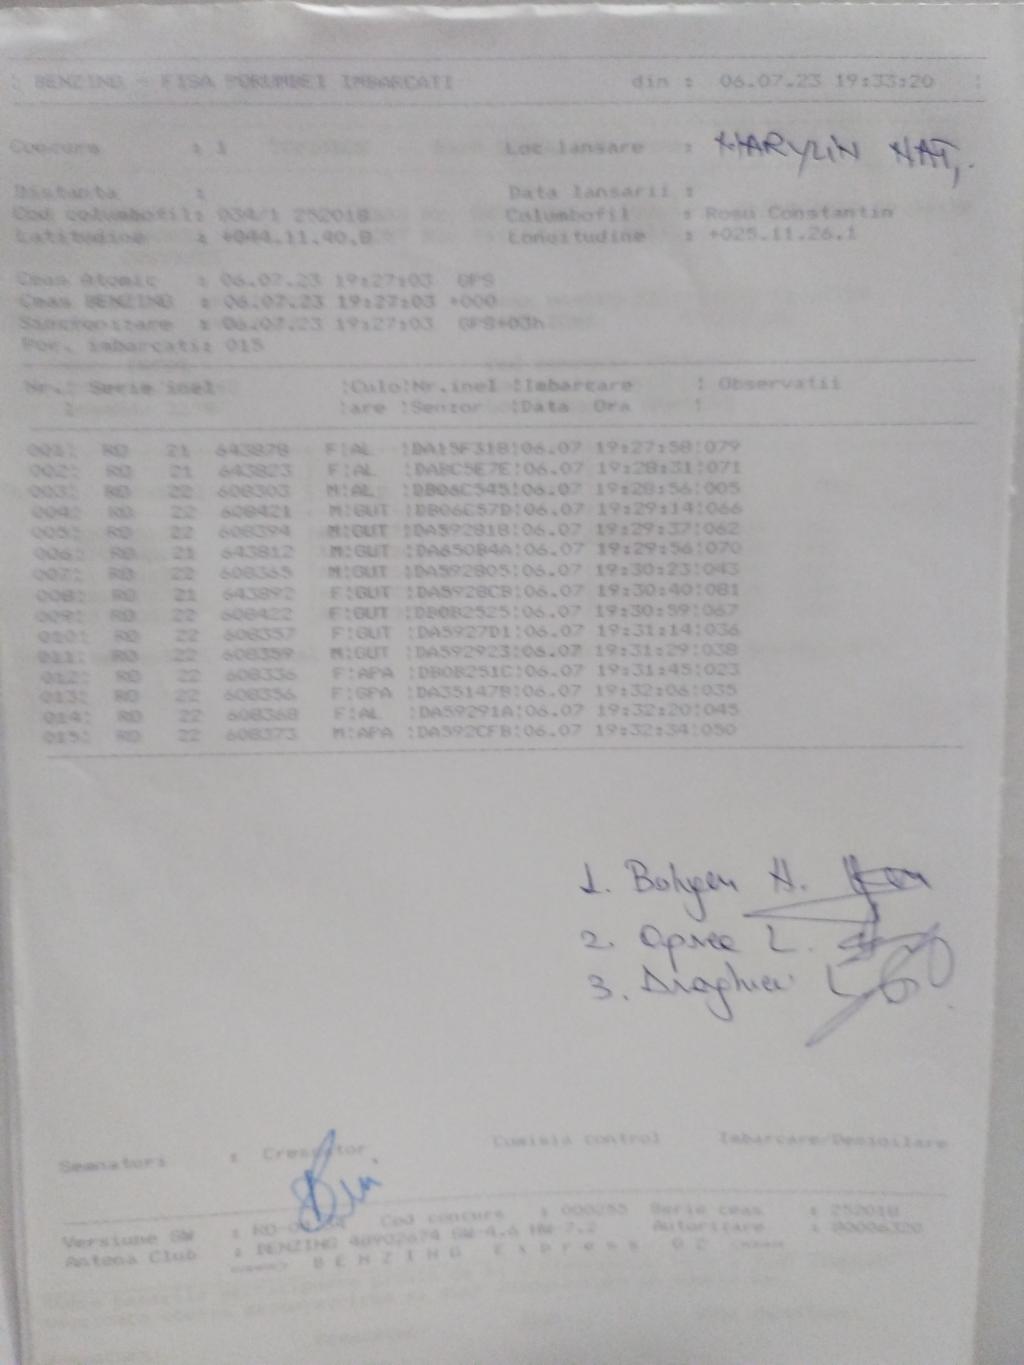 BENZING - FISA PORUMBEI IMBARCATI din : 06.07.23 19:33:20
Concurs : 1 Loc lansare : MARYLIN NAȚ.
Distanta : Data lansarii :
Cod columbofil: 034/1 252018 Columbofil : Rosu Constantin
Latitudine : +044.11.40.8 Longitudine : +025.11.26.1
Ceas Atomic : 06.07.23 19:27:03 GPS
Ceas BENZING : 06.07.23 19:27:03 +000
Sincronizare : 06.07.23 19:27:03 GPS+03h
Por. imbarcati: 015
Nr.: Serie inel :Culo:Nr.inel :Imbarcare : Observatii
: :are :Senzor :Data Ora :
001: RO 21 643878 F:AL :DA15F318:06.07 19:27:58:079
002: RO 21 643823 F:AL :DABC5E7E:06.07 19:28:31:071
003: RO 22 608303 M:AL :DB06C545:06.07 19:28:56:005
004: RO 22 608421 M:GUT :DB06C57D:06.07 19:29:14:066
005: RO 22 608394 M:GUT :DA592818:06.07 19:29:37:062
006: RO 21 643812 M:GUT :DA650B4A:06.07 19:29:56:070
007: RO 22 608365 M:GUT :DA592805:06.07 19:30:23:043
008: RO 21 643892 F:GUT :DA5928CB:06.07 19:30:40:081
009: RO 22 608422 F:GUT :DB0B2525:06.07 19:30:59:067
010: RO 22 608357 F:GUT :DA5927D1:06.07 19:31:14:036
011: RO 22 608359 M:GUT :DA592923:06.07 19:31:29:038
012: RO 22 608336 F:APA :DB0B251C:06.07 19:31:45:023
013: RO 22 608356 F:GPA :DA35147B:06.07 19:32:06:035
014: RO 22 608368 F:AL :DA59291A:06.07 19:32:20:045
015: RO 22 608373 M:APA :DA592CFB:06.07 19:32:34:050
1. H.
2. Oprea L.
3. Draghici L
Semnaturi : Crescator Comisia control Imbarcare/Desigilare
Versiune SW : Cod concurs : 000255 Serie ceas : 252018
Antena Club : BENZING 48902674 SW-4.6 HW-7.2 Autorizare : 00006320
BENZING Express G2